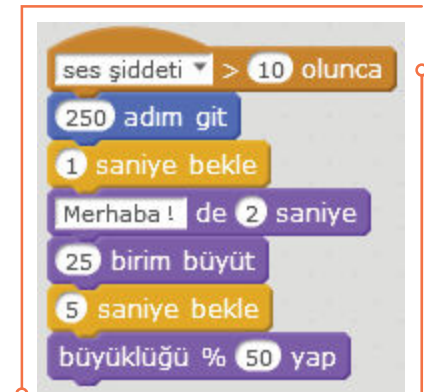 ses şiddeti > 10 olunca
250 adım git
1 saniye bekle
Merhaba! de 2 saniye
25 birim büyüt
5 saniye bekle
büyüklüğü % 50 yap